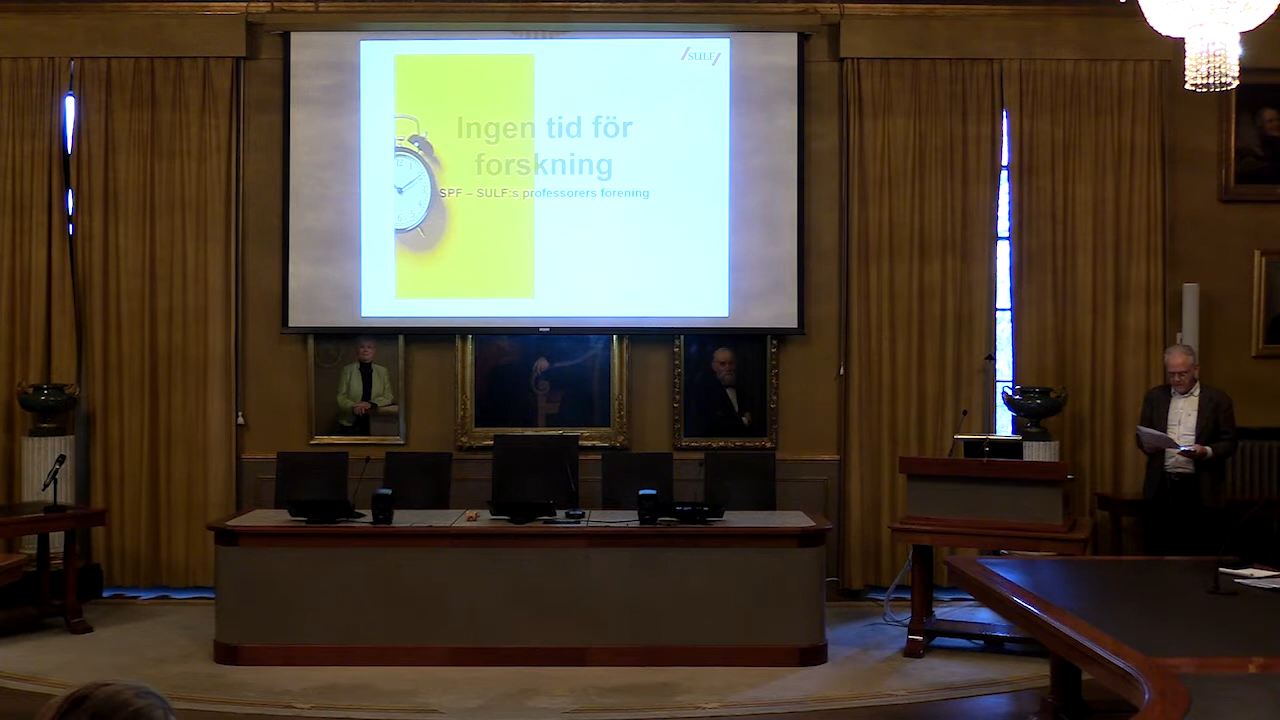 SULF
Ingen tid för
forskning
SPF – SULF:s professorers förening